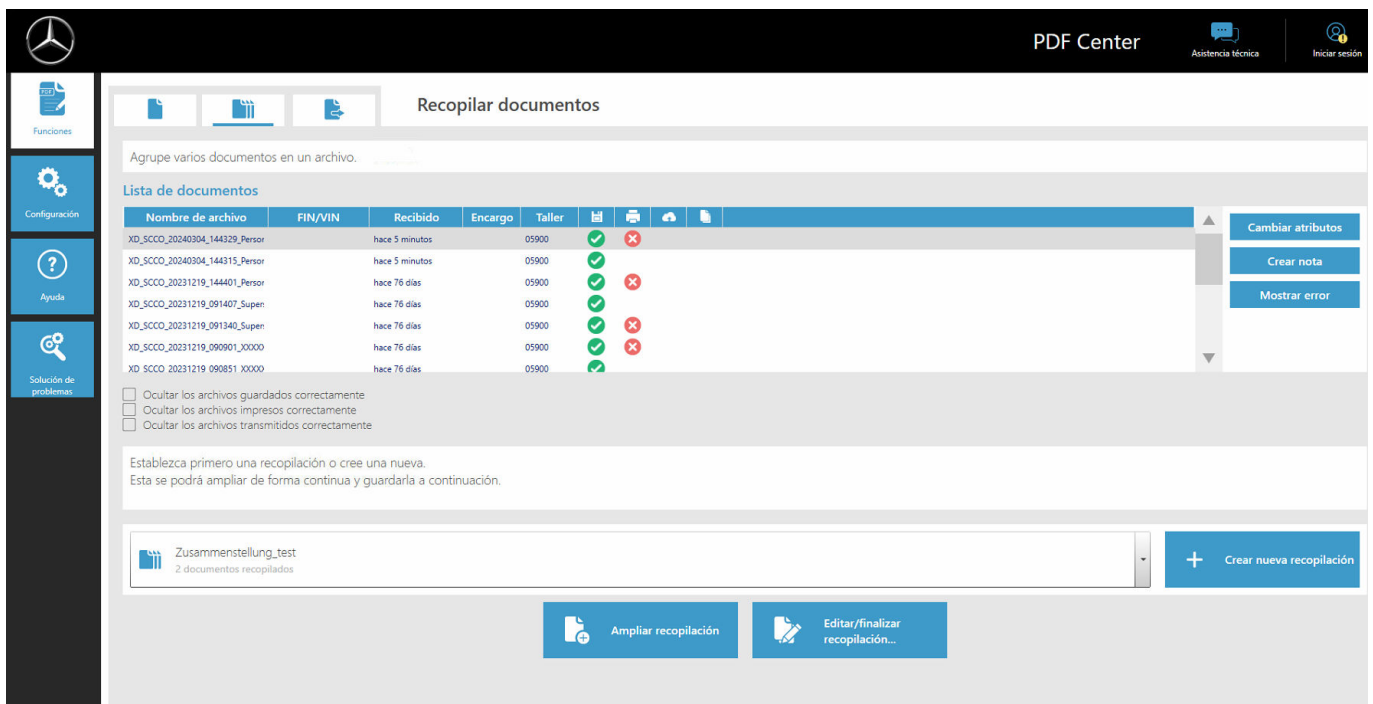 PDF Center
Asistencia técnica
Iniciar sesión
PDF
Funciones
Configuración
Ayuda
Solución de
problemas
Recopilar documentos
Agrupe varios documentos en un archivo.
Lista de documentos
Nombre de archivo FIN/VIN Recibido Encargo Taller
XD_SCCO_20240304_144329_Persor hace 5 minutos 05900
XD_SCCO_20240304_144315_Persor hace 5 minutos 05900
XD_SCCO_20231219_144401_Persor hace 76 días 05900
XD_SCCO_20231219_091407_Super: hace 76 días 05900
XD_SCCO_20231219_091340_Super: hace 76 días 05900
XD_SCCO_20231219_090901_XXXXX hace 76 días 05900
XD_SCCO_20231219_090851_XXXXX hace 76 días 05900
Cambiar atributos
Crear nota
Mostrar error
Ocultar los archivos guardados correctamente
Ocultar los archivos impresos correctamente
Ocultar los archivos transmitidos correctamente
Establezca primero una recopilación o cree una nueva.
Esta se podrá ampliar de forma continua y guardarla a continuación.
Zusammenstellung_test
2 documentos recopilados
Crear nueva recopilación
Ampliar recopilación
Editar/finalizar
recopilación...